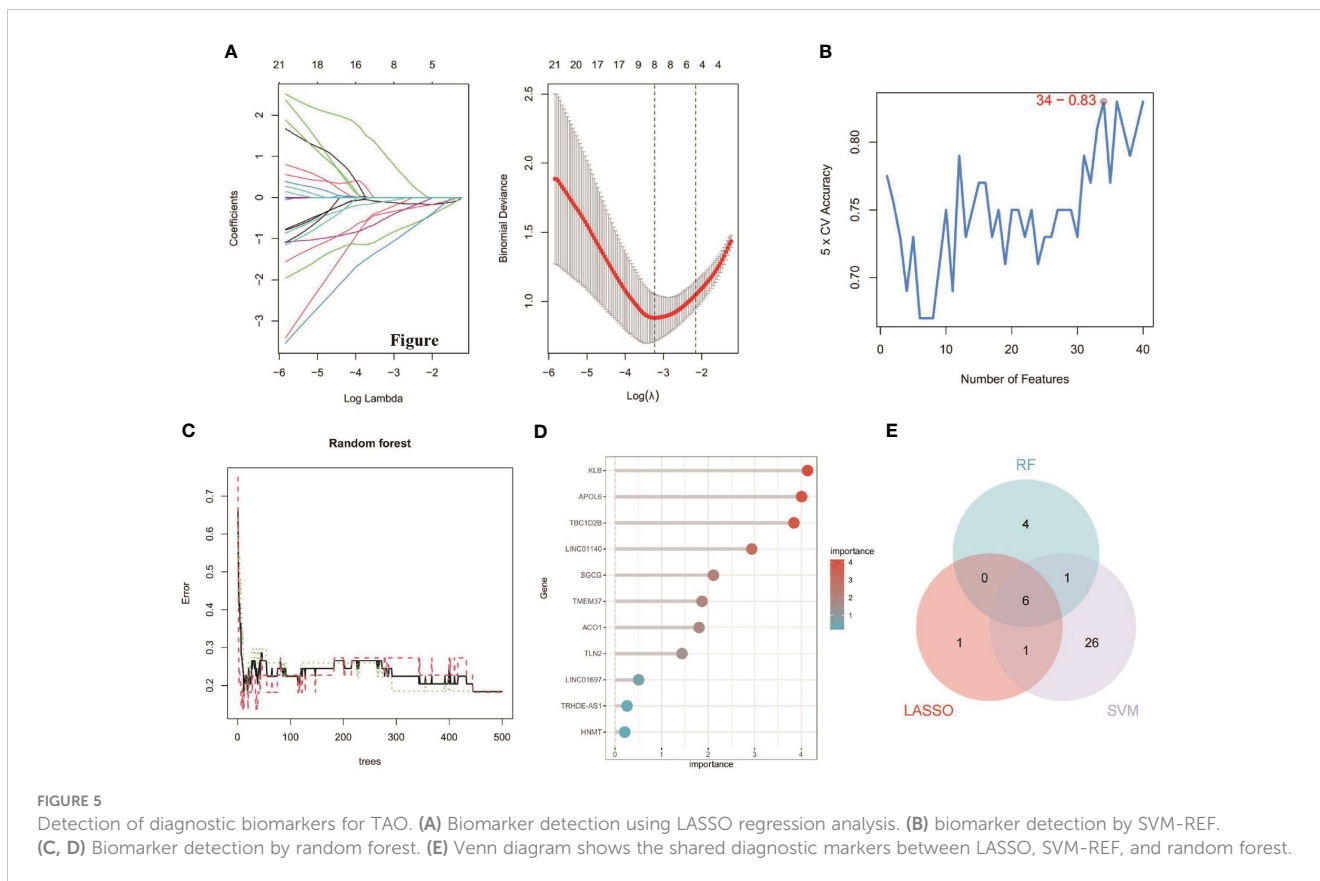 A
21 18 16 8 5
2
1
0
-1
-2
-3
Coefficients
Figure
-6 -5 -4 -3 -2
Log Lambda
21 20 17 17 9 8 8 6 4 4
2.5
2.0
1.5
1.0
Binomial Deviance
-6 -5 -4 -3 -2
Log(λ)
B
34 − 0.83
0.80
0.75
0.70
5 x CV Accuracy
0 10 20 30 40
Number of Features
C
Random forest
0.7
0.6
0.5
0.4
0.3
0.2
Error
0 100 200 300 400 500
trees
D
KLB
APOL6
TBC1D2B
LINC01140
SGCG
TMEM37
ACO1
TLN2
LINC01697
TRHDE-AS1
HNMT
Gene
0 1 2 3 4
importance
importance
4
3
2
1
E
RF
4
0 1
6
1 1 26
LASSO SVM
FIGURE 5
Detection of diagnostic biomarkers for TAO. (A) Biomarker detection using LASSO regression analysis. (B) biomarker detection by SVM-REF.
(C, D) Biomarker detection by random forest. (E) Venn diagram shows the shared diagnostic markers between LASSO, SVM-REF, and random forest.